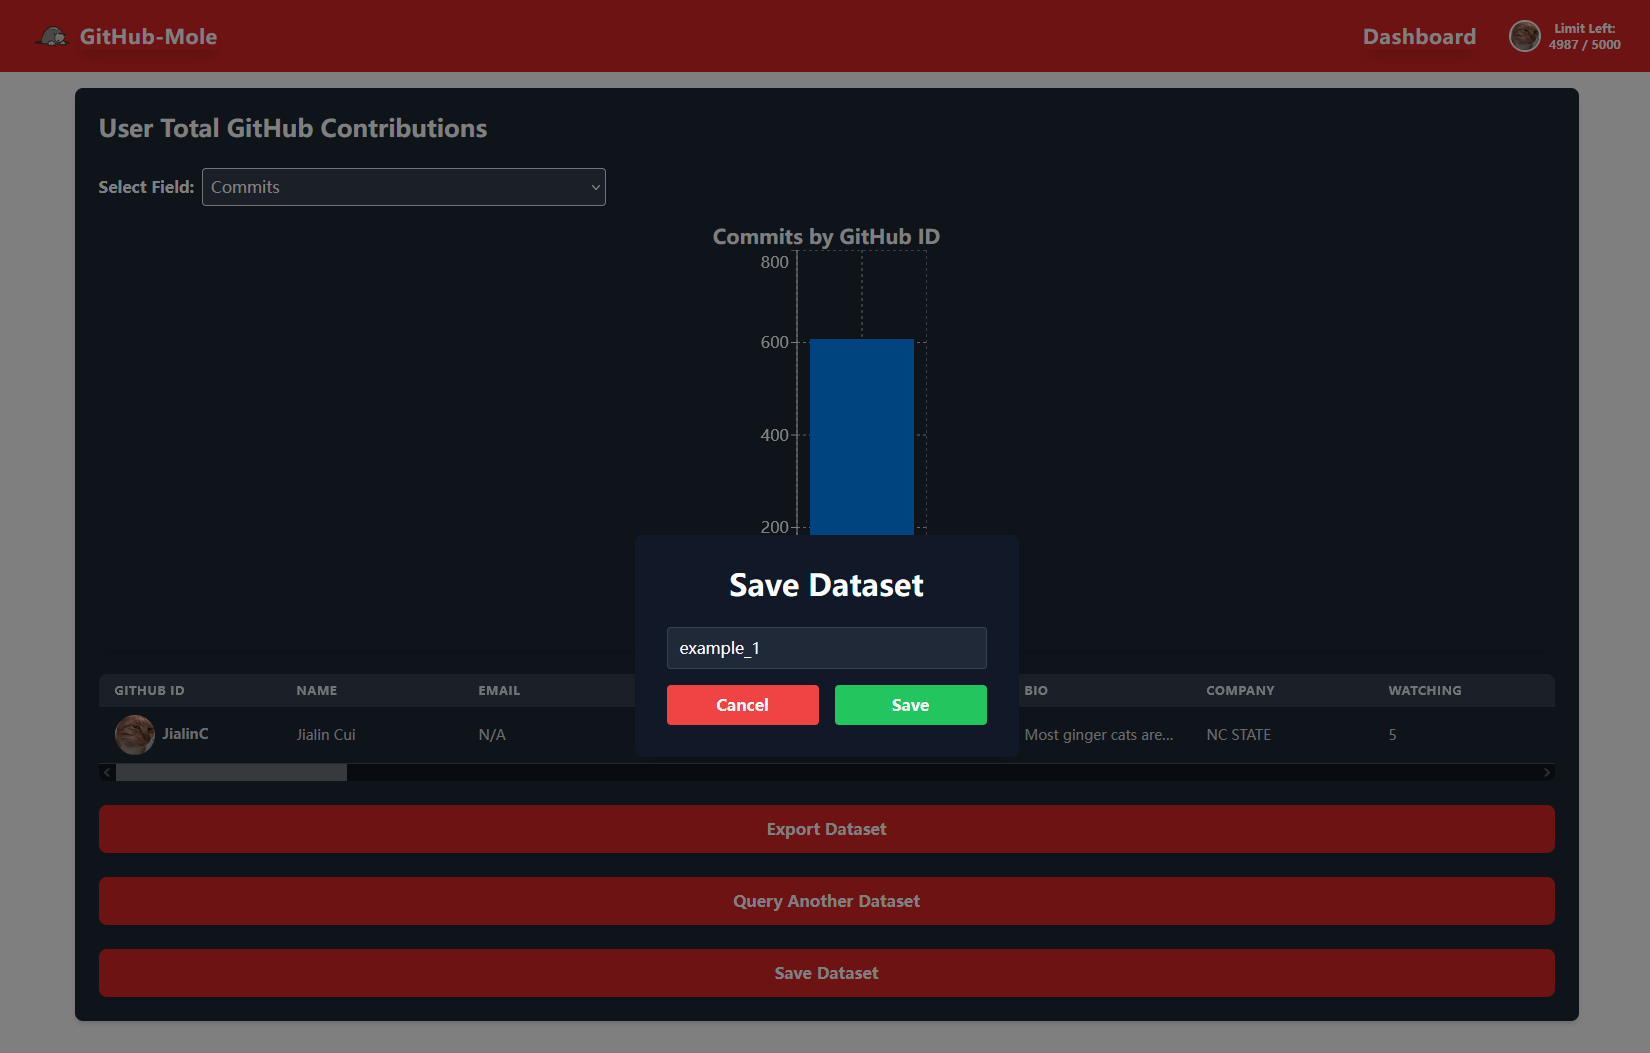 GitHub-Mole
Dashboard
Limit Left:
4987 / 5000
User Total GitHub Contributions
Select Field:
Commits
Commits by GitHub ID
800
600
400
200
Save Dataset
example_1
Cancel
Save
GITHUB ID NAME EMAIL BIO COMPANY WATCHING
JialinC Jialin Cui N/A Most ginger cats are... NC STATE 5
Export Dataset
Query Another Dataset
Save Dataset